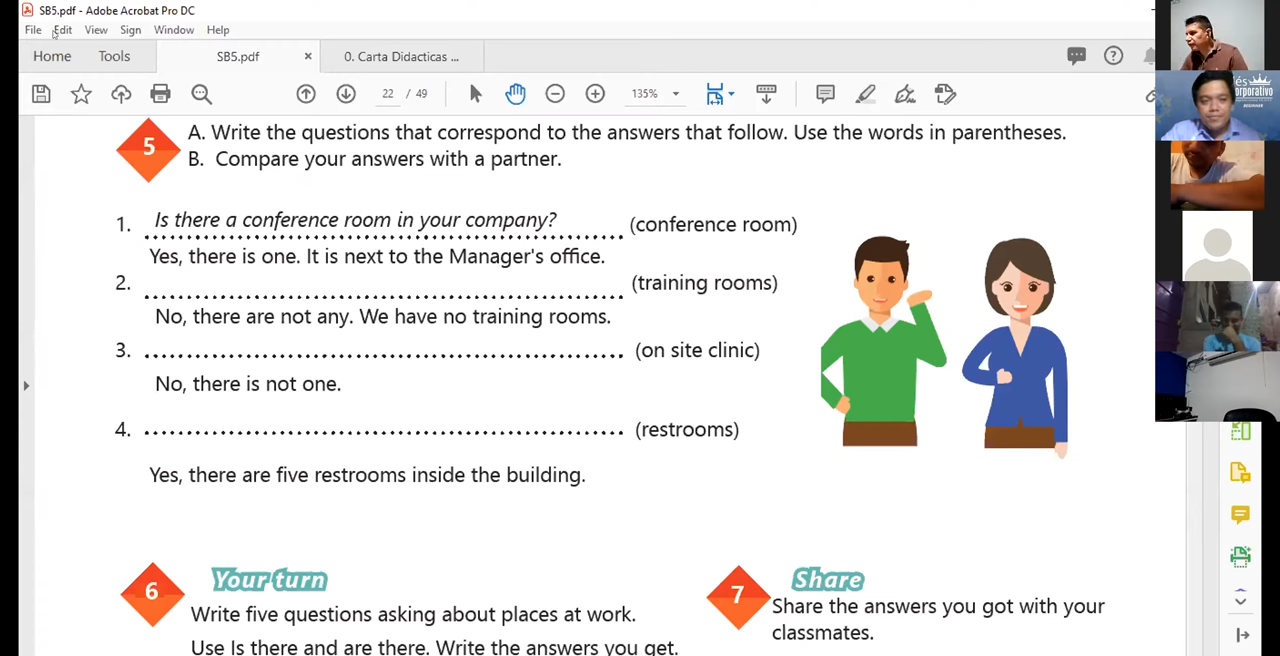 SB5.pdf - Adobe Acrobat Pro DC
File Edit View Sign Window Help
Home Tools SB5.pdf × 0. Carta Didacticas ...
22 / 49 135%
5
A. Write the questions that correspond to the answers that follow. Use the words in parentheses.
B. Compare your answers with a partner.
1. Is there a conference room in your company? (conference room)
Yes, there is one. It is next to the Manager's office.
2. (training rooms)
No, there are not any. We have no training rooms.
3. (on site clinic)
No, there is not one.
4. (restrooms)
Yes, there are five restrooms inside the building.
6 Your turn
Write five questions asking about places at work.
Use Is there and are there. Write the answers you get.
7 Share
Share the answers you got with your
classmates.